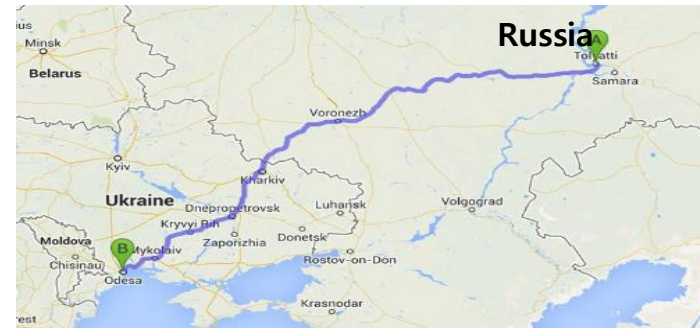 Russia
A
Tolyatti
Samara
Minsk
Belarus
Voronezh
Kyiv
Kharkiv
Ukraine
Dnepropetrovsk
Luhansk
Volgograd
Kryvyi Rih
Donetsk
Zaporizhia
Moldova
B
Mykolaiv
Chisinau
Rostov-on-Don
Odesa
Krasnodar